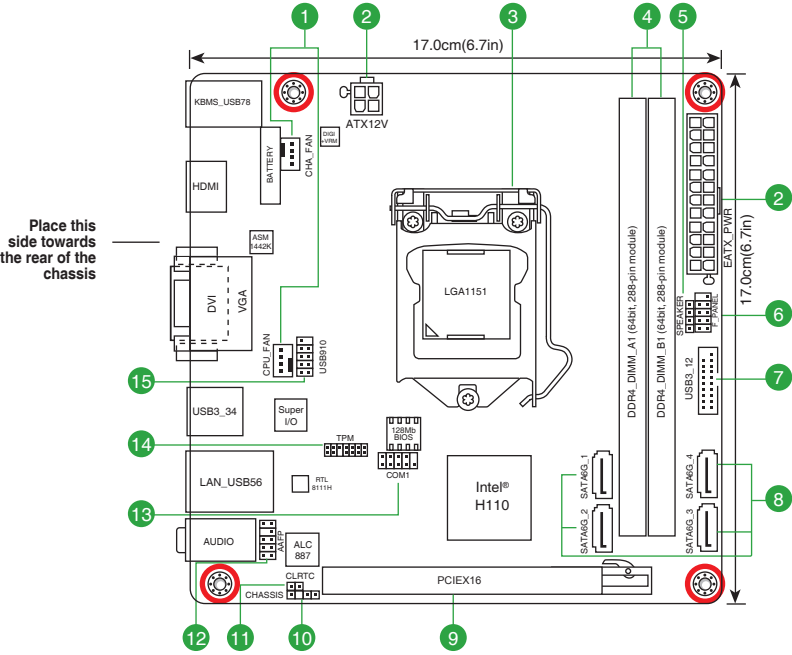 1
2
3
4
5
17.0cm(6.7in)
KBMS_USB78
ATX12V
DIGI
+VRM
CHA_FAN
BATTERY
HDMI
2
EATX_PWR
17.0cm(6.7in)
Place this
side towards
the rear of the
chassis
ASM
1442K
DVI
VGA
LGA1151
DDR4_DIMM_A1 (64bit, 288-pin module)
DDR4_DIMM_B1 (64bit, 288-pin module)
SPEAKER
F_PANEL
6
CPU_FAN
USB910
15
USB3_12
7
USB3_34
Super
I/O
128Mb
BIOS
14
TPM
COM1
LAN_USB56
RTL
8111H
Intel®
H110
SATA6G_1
SATA6G_4
8
13
SATA6G_2
SATA6G_3
AUDIO
AAFP
ALC
887
CLRTC
CHASSIS
PCIEX16
12
11
10
9